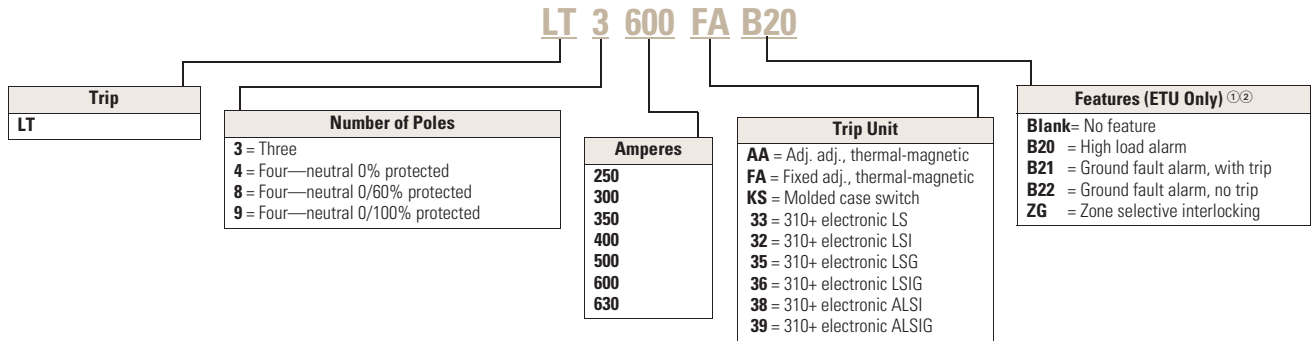 LT 3 600 FA B20
Trip
LT
Number of Poles
3 = Three
4 = Four—neutral 0% protected
8 = Four—neutral 0/60% protected
9 = Four—neutral 0/100% protected
Amperes
250
300
350
400
500
600
630
Trip Unit
AA = Adj. adj., thermal-magnetic
FA = Fixed adj., thermal-magnetic
KS = Molded case switch
33 = 310+ electronic LS
32 = 310+ electronic LSI
35 = 310+ electronic LSG
36 = 310+ electronic LSIG
38 = 310+ electronic ALSI
39 = 310+ electronic ALSIG
Features (ETU Only) ①②
Blank= No feature
B20 = High load alarm
B21 = Ground fault alarm, with trip
B22 = Ground fault alarm, no trip
ZG = Zone selective interlocking